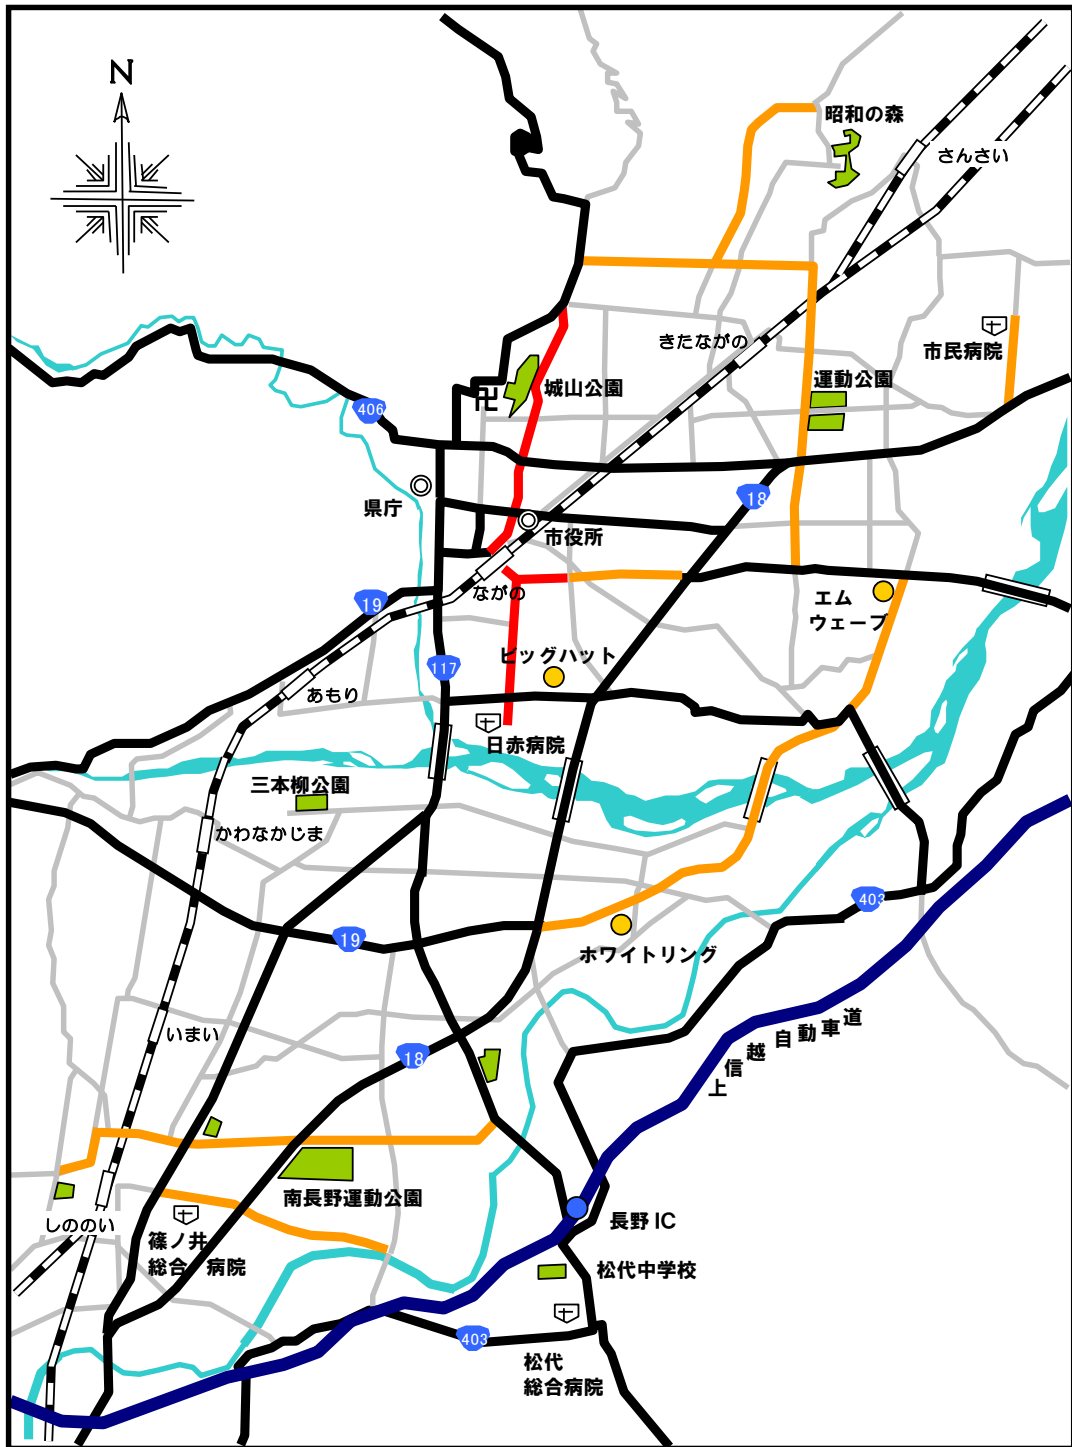 N
昭和の森
さんさい
きたながの
市民病院
運動公園
城山公園
卍
406
県庁
18
市役所
ながの
19
エム
ウェーブ
ビッグハット
117
あもり
日赤病院
三本柳公園
かわなかじま
403
19
ホワイトリング
いまい
18
上信越自動車道
南長野運動公園
しののい
篠ノ井
総合病院
長野 IC
松代中学校
403
松代
総合病院